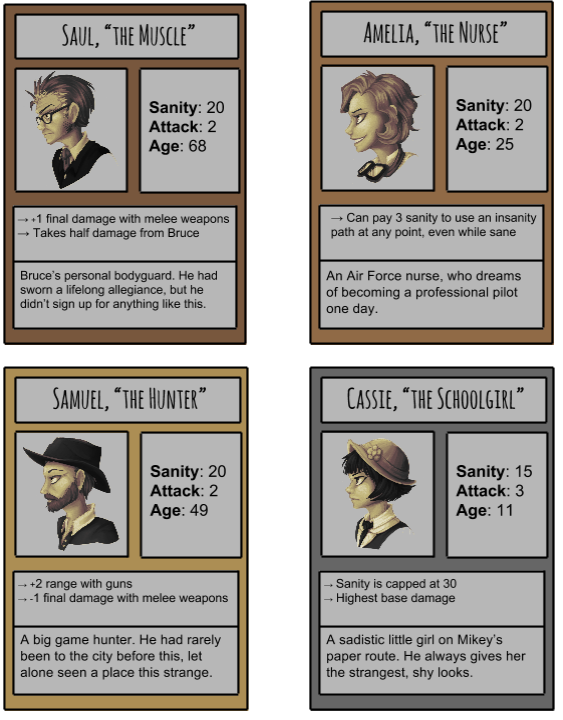 SAUL, “THE MUSCLE”
Sanity: 20
Attack: 2
Age: 68
→ +1 final damage with melee weapons
→ Takes half damage from Bruce
Bruce’s personal bodyguard. He had
sworn a lifelong allegiance, but he
didn’t sign up for anything like this.
AMELIA, “THE NURSE”
Sanity: 20
Attack: 2
Age: 25
→ Can pay 3 sanity to use an insanity
path at any point, even while sane
An Air Force nurse, who dreams
of becoming a professional pilot
one day.
SAMUEL, “THE HUNTER”
Sanity: 20
Attack: 2
Age: 49
→ +2 range with guns
→ -1 final damage with melee weapons
A big game hunter. He had rarely
been to the city before this, let
alone seen a place this strange.
CASSIE, “THE SCHOOLGIRL”
Sanity: 15
Attack: 3
Age: 11
→ Sanity is capped at 30
→ Highest base damage
A sadistic little girl on Mikey’s
paper route. He always gives her
the strangest, shy looks.